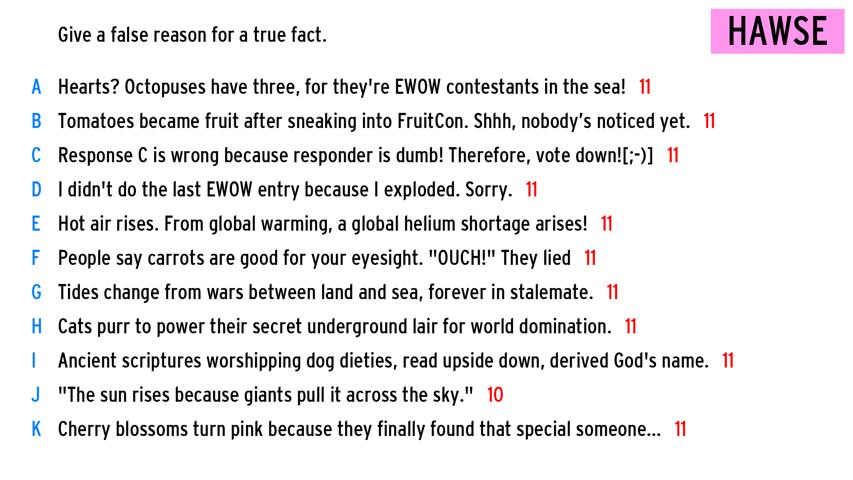 Give a false reason for a true fact.
HAWSE
A Hearts? Octopuses have three, for they're EWOW contestants in the sea! 11
B Tomatoes became fruit after sneaking into FruitCon. Shhh, nobody's noticed yet. 11
C Response C is wrong because responder is dumb! Therefore, vote down![;-)] 11
D I didn't do the last EWOW entry because I exploded. Sorry. 11
E Hot air rises. From global warming, a global helium shortage arises! 11
F People say carrots are good for your eyesight. "OUCH!" They lied 11
G Tides change from wars between land and sea, forever in stalemate. 11
H Cats purr to power their secret underground lair for world domination. 11
I Ancient scriptures worshipping dog dieties, read upside down, derived God's name. 11
J "The sun rises because giants pull it across the sky." 10
K Cherry blossoms turn pink because they finally found that special someone... 11